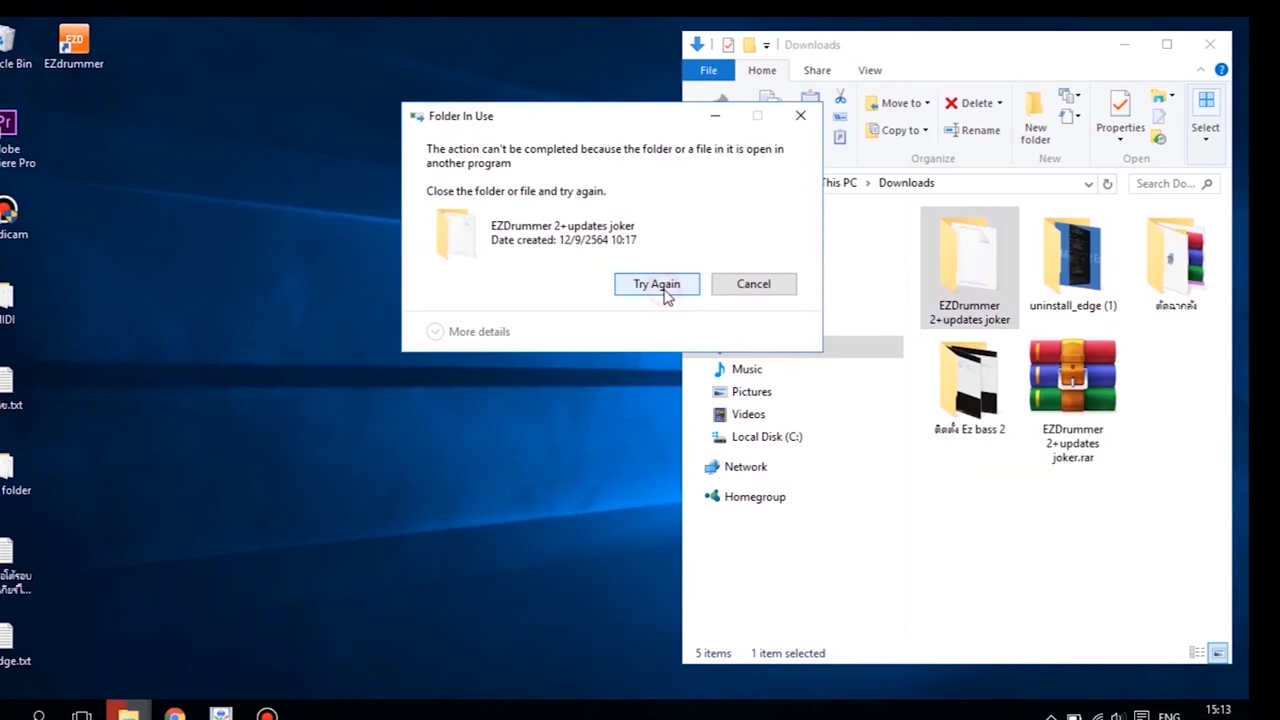 cle Bin
EZD
EZdrummer
Pr
dobe
iere Pro
dicam
MIDI
.txt
folder
dge.txt
Downloads
File
Home
Share
View
Move to
Copy to
Delete
Rename
Organize
New
folder
New
Properties
Open
Select
This PC
Downloads
Search Do...
Folder In Use
The action can't be completed because the folder or a file in it is open in
another program
Close the folder or file and try again.
EZDrummer 2+updates joker
Date created: 12/9/2564 10:17
Try Again
Cancel
More details
Music
Pictures
Videos
Local Disk (C:)
Network
Homegroup
EZDrummer
2+updates joker
uninstall_edge (1)
ตัดฉากคลัง
ติดตั้ง Ez bass 2
EZDrummer
2+updates
joker.rar
5 items
1 item selected
ENG
15:13